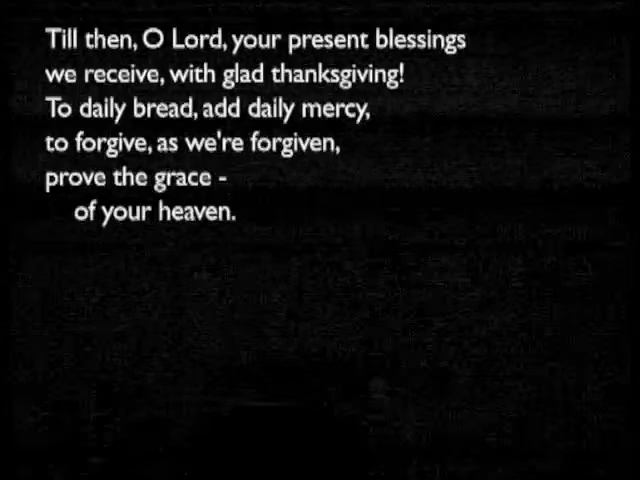 Till then, O Lord, your present blessings
we receive, with glad thanksgiving!
To daily bread, add daily mercy,
to forgive, as we're forgiven,
prove the grace -
of your heaven.